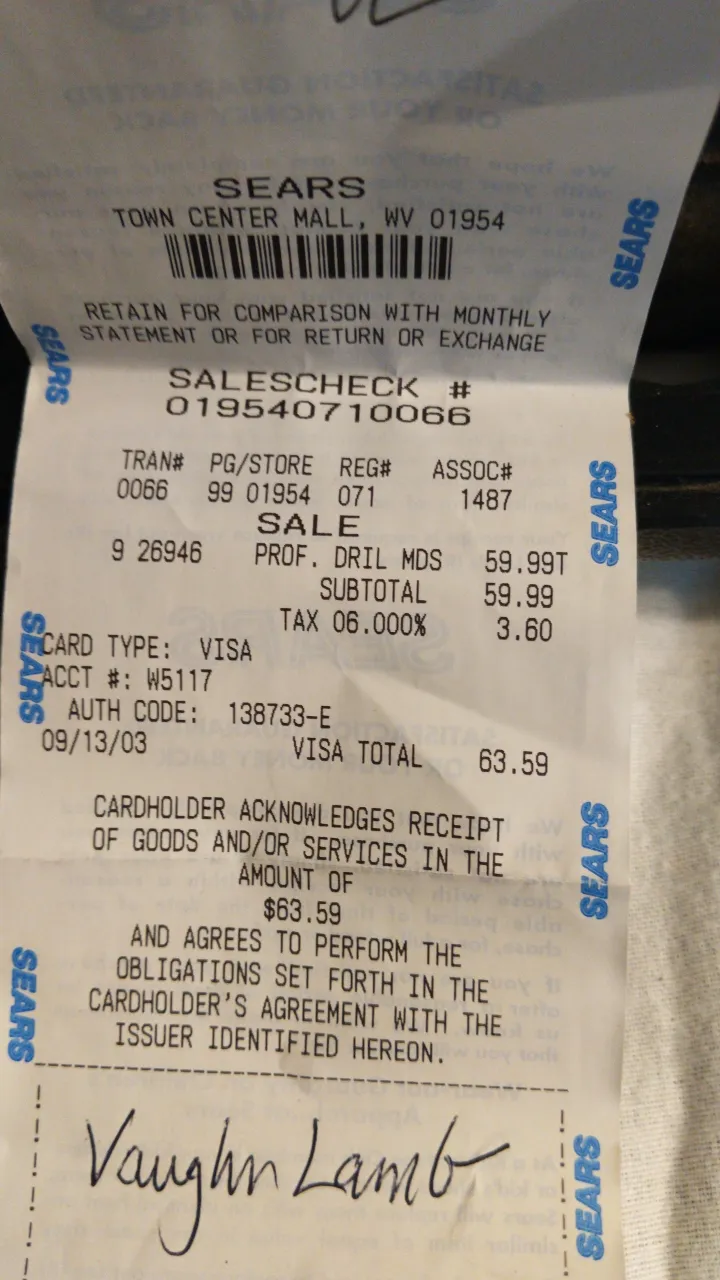 SEARS
TOWN CENTER MALL, WV 01954
RETAIN FOR COMPARISON WITH MONTHLY
STATEMENT OR FOR RETURN OR EXCHANGE
SALESCHECK #
019540710066
TRAN# PG/STORE REG# ASSOC#
0066 99 01954 071 1487
SALE
9 26946 PROF. DRIL MDS 59.99T
SUBTOTAL 59.99
TAX 06.000% 3.60
CARD TYPE: VISA
ACCT #: W5117
AUTH CODE: 138733-E
09/13/03 VISA TOTAL 63.59
CARDHOLDER ACKNOWLEDGES RECEIPT
OF GOODS AND/OR SERVICES IN THE
AMOUNT OF
$63.59
AND AGREES TO PERFORM THE
OBLIGATIONS SET FORTH IN THE
CARDHOLDER'S AGREEMENT WITH THE
ISSUER IDENTIFIED HEREON.
Vaughn Lamb
SEARS
SEARS
SEARS
SEARS
SEARS
SEARS
SEARS